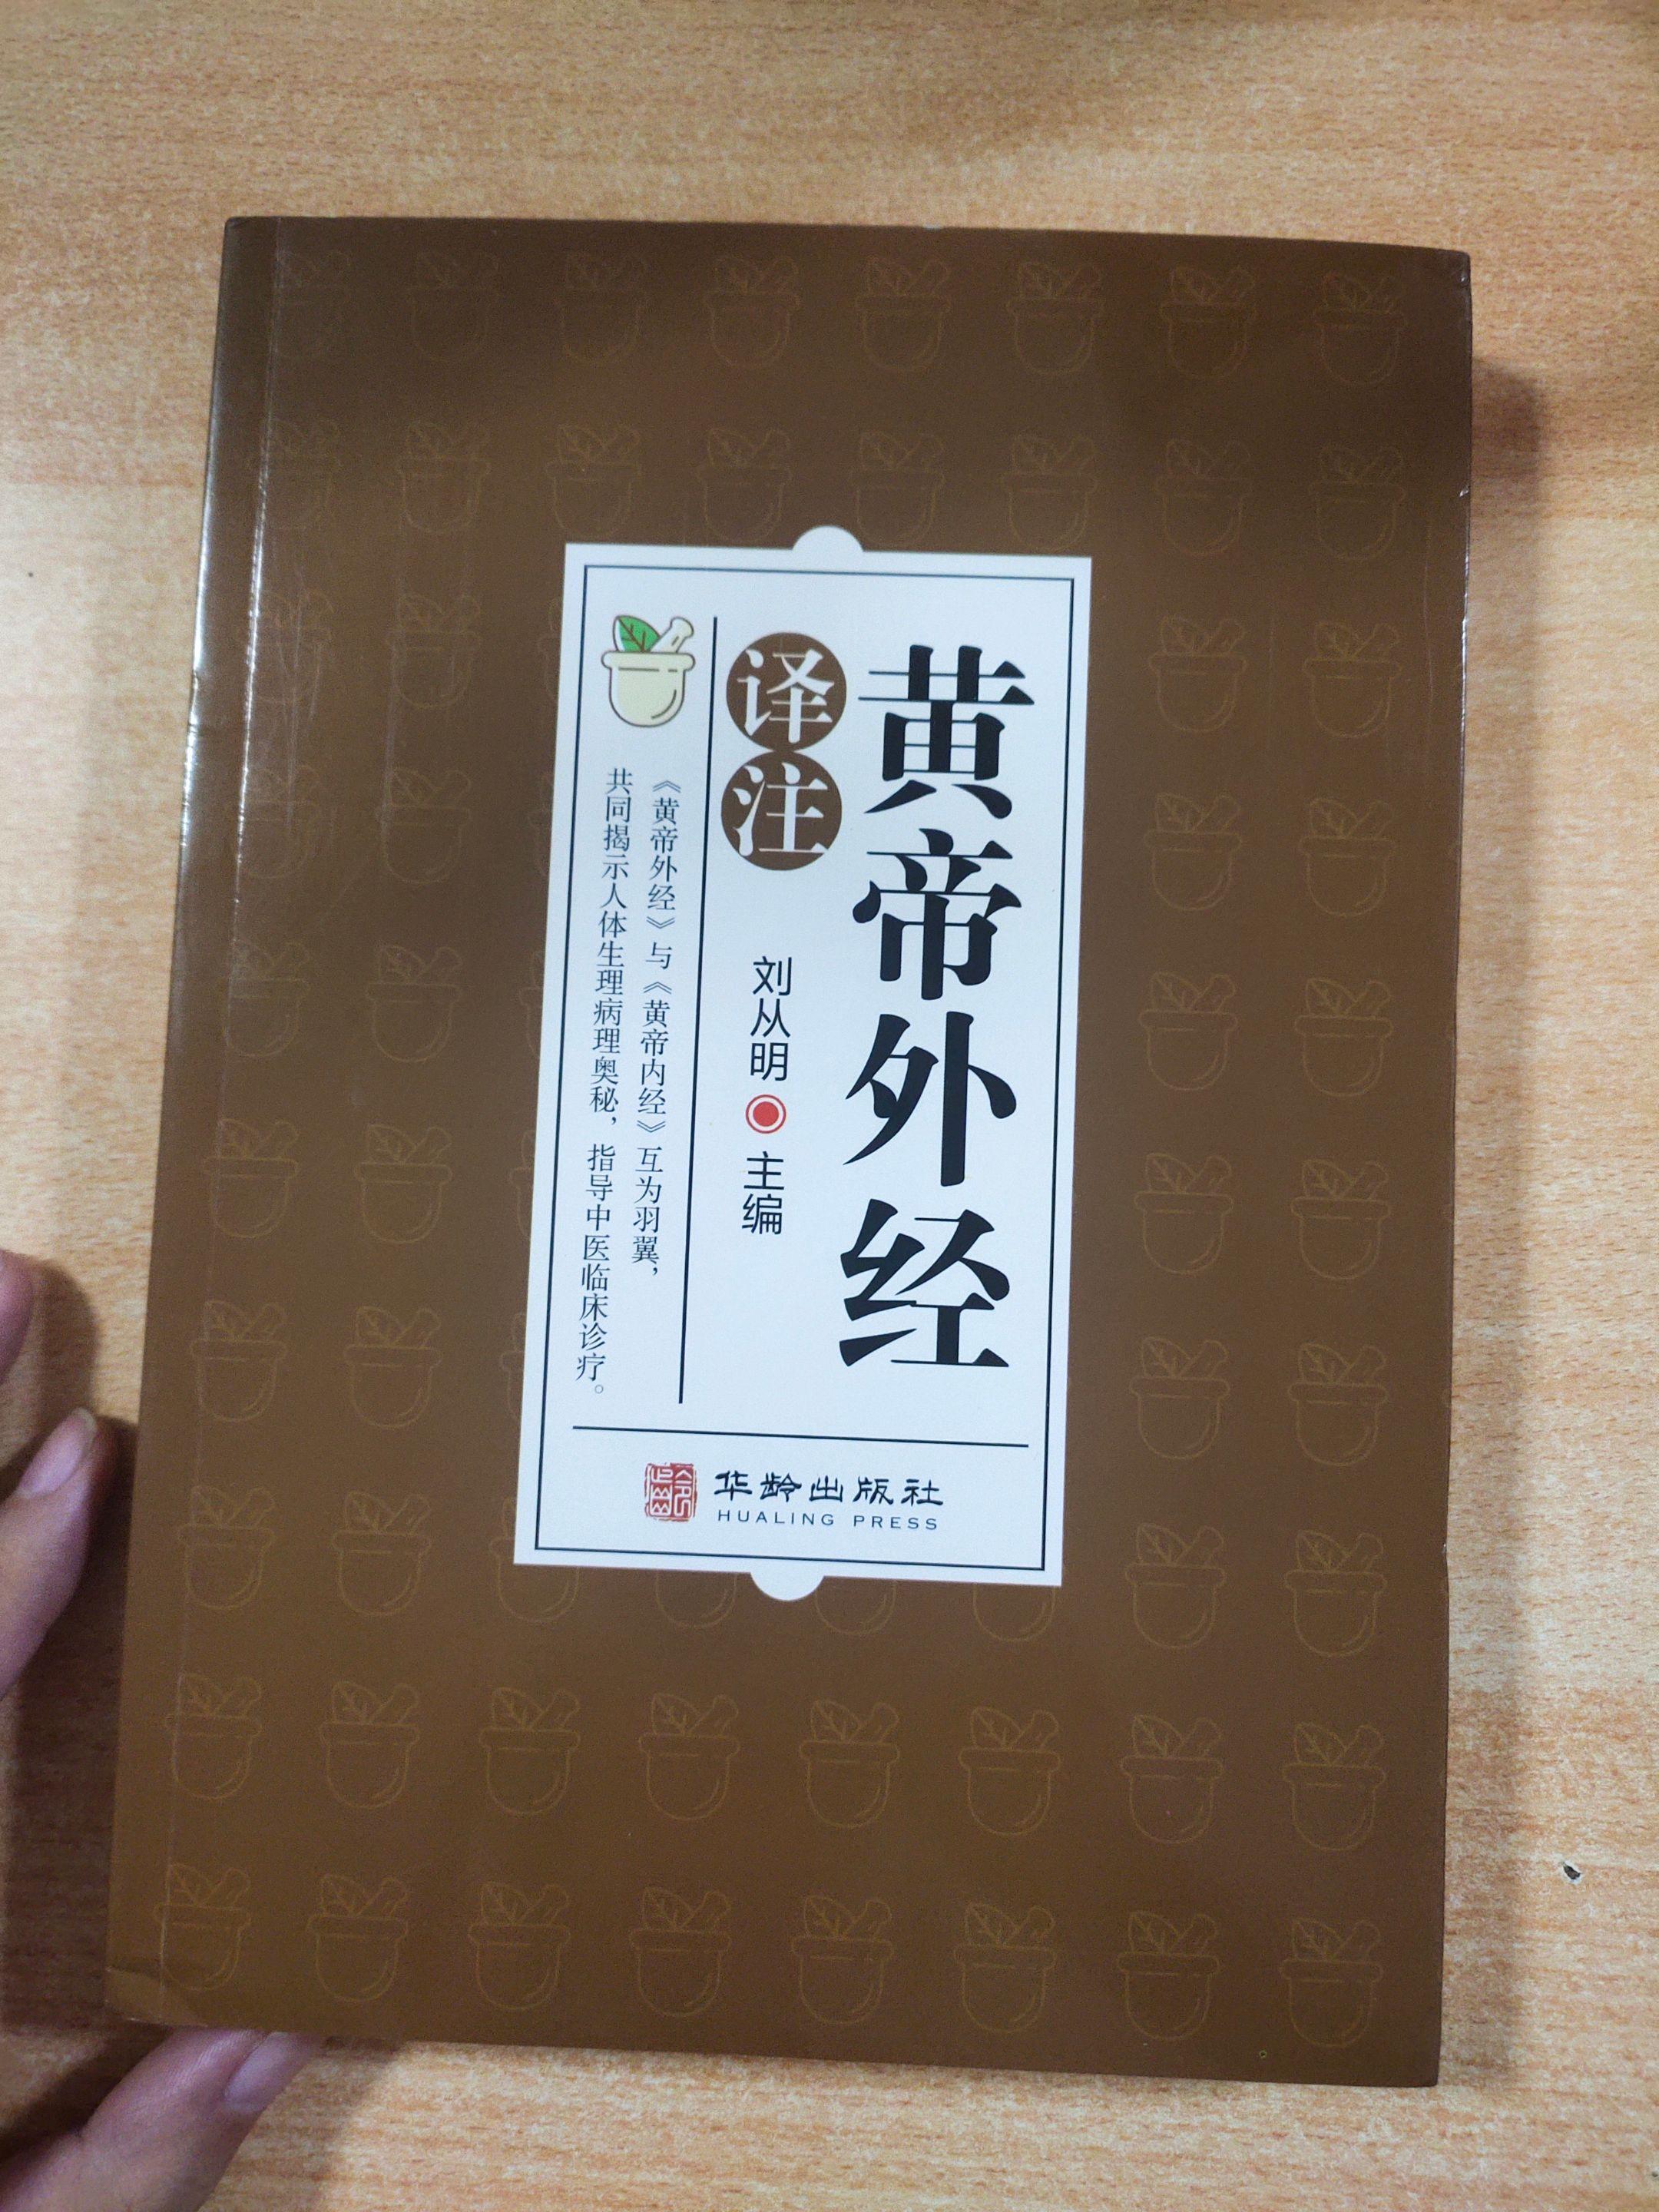 黄帝外经
译注
刘从明 主编
《黄帝外经》与《黄帝内经》互为羽翼，
共同揭示人体生理病理奥秘，指导中医临床诊疗。
华龄出版社
HUALING PRESS